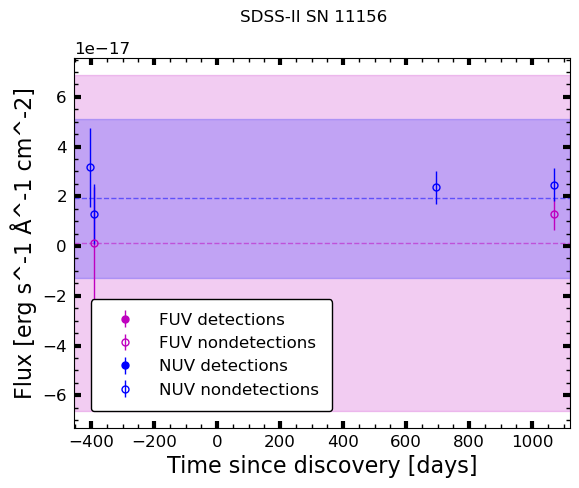 SDSS-II SN 11156
1e−17
6
4
2
0
−2
−4
−6
Flux [erg s^-1 Å^-1 cm^-2]
FUV detections
FUV nondetections
NUV detections
NUV nondetections
−400 −200 0 200 400 600 800 1000
Time since discovery [days]